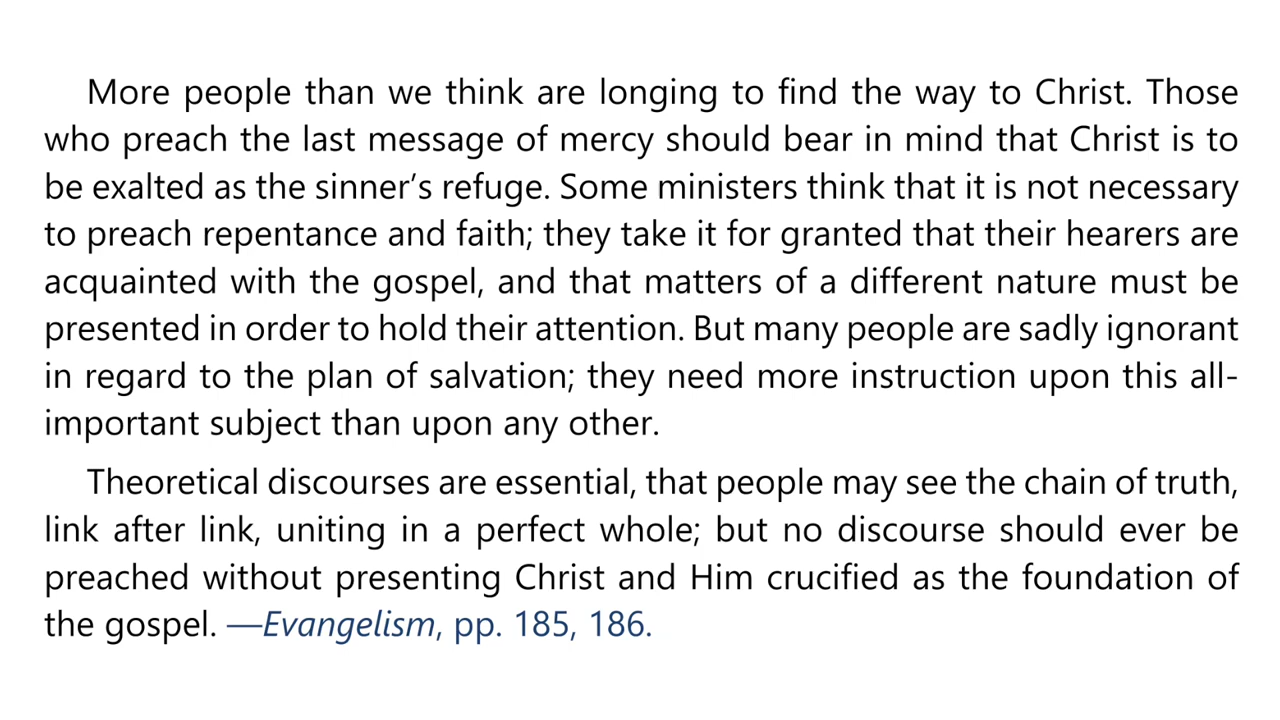 More people than we think are longing to find the way to Christ. Those
who preach the last message of mercy should bear in mind that Christ is to
be exalted as the sinner’s refuge. Some ministers think that it is not necessary
to preach repentance and faith; they take it for granted that their hearers are
acquainted with the gospel, and that matters of a different nature must be
presented in order to hold their attention. But many people are sadly ignorant
in regard to the plan of salvation; they need more instruction upon this all-
important subject than upon any other.
Theoretical discourses are essential, that people may see the chain of truth,
link after link, uniting in a perfect whole; but no discourse should ever be
preached without presenting Christ and Him crucified as the foundation of
the gospel. —Evangelism, pp. 185, 186.